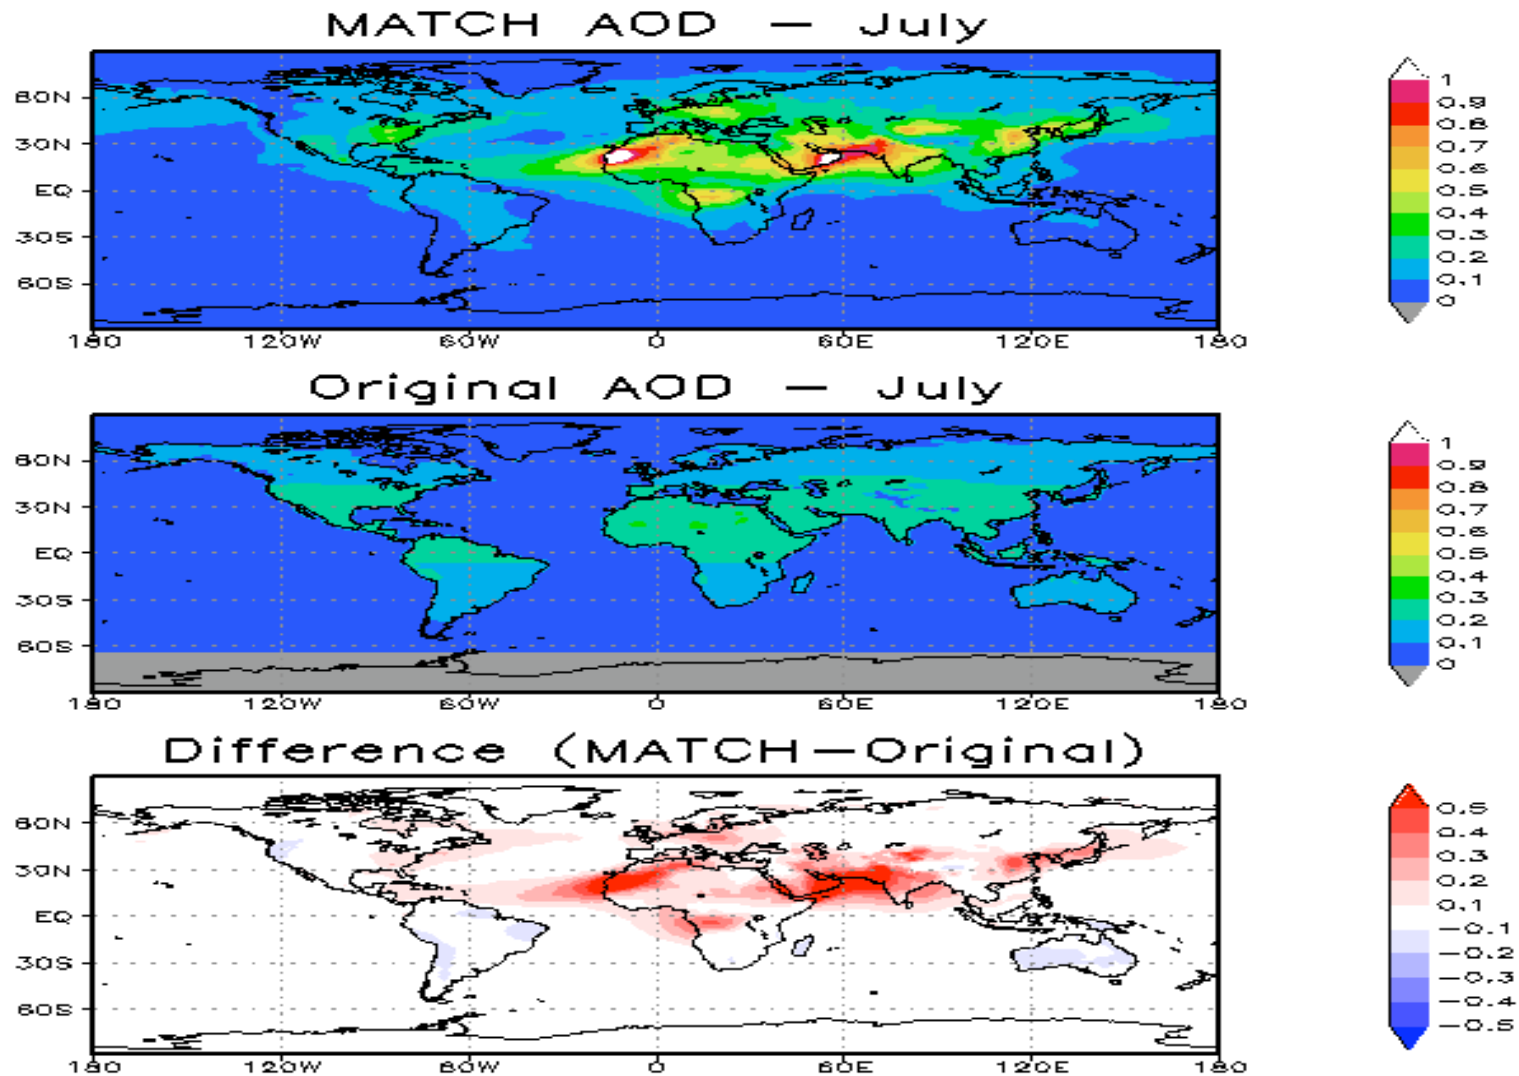 MATCH AOD — July
60N
30N
EQ
30S
60S
180 120W 60W 0 60E 120E 180
1
0.9
0.8
0.7
0.6
0.5
0.4
0.3
0.2
0.1
0
Original AOD — July
60N
30N
EQ
30S
60S
180 120W 60W 0 60E 120E 180
1
0.9
0.8
0.7
0.6
0.5
0.4
0.3
0.2
0.1
0
Difference (MATCH—Original)
60N
30N
EQ
30S
60S
180 120W 60W 0 60E 120E 180
0.5
0.4
0.3
0.2
0.1
−0.1
−0.2
−0.3
−0.4
−0.5